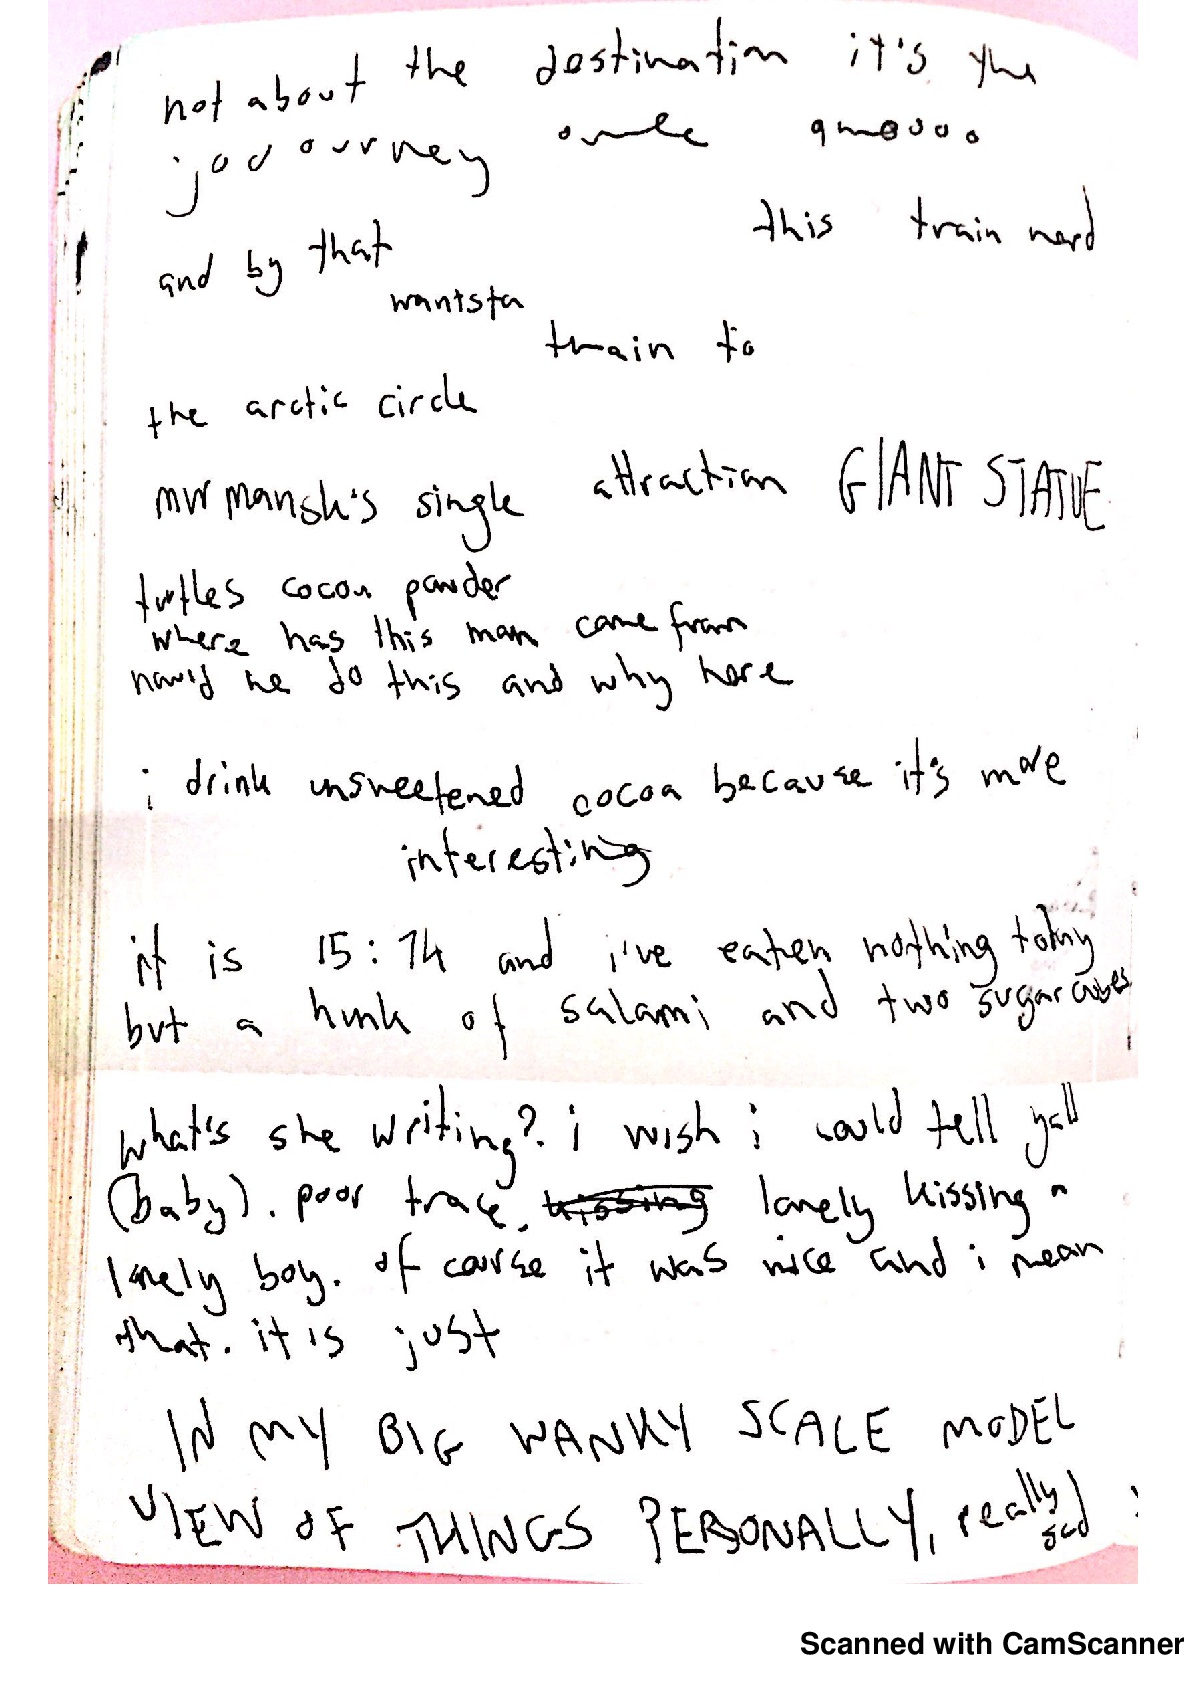 not about the destination it's the
jououurney
and by that this train nerd
wantsta
train to
the arctic circle
murmansk's single attraction GIANT STATUE
turtles cocoa powder
where has this man come from
how'd he do this and why here
i drink unsweetened cocoa because it's more
interesting
it is 15:14 and i've eaten nothing today
but a hunk of salami and two sugar cubes
what's she writing? i wish i could tell yall
(baby). poor trace. kissing lonely kissing a
lonely boy. of course it was nice and i mean
that. it is just
IN MY BIG WANKY SCALE MODEL
VIEW OF THINGS PERSONALLY, really sad
Scanned with CamScanner